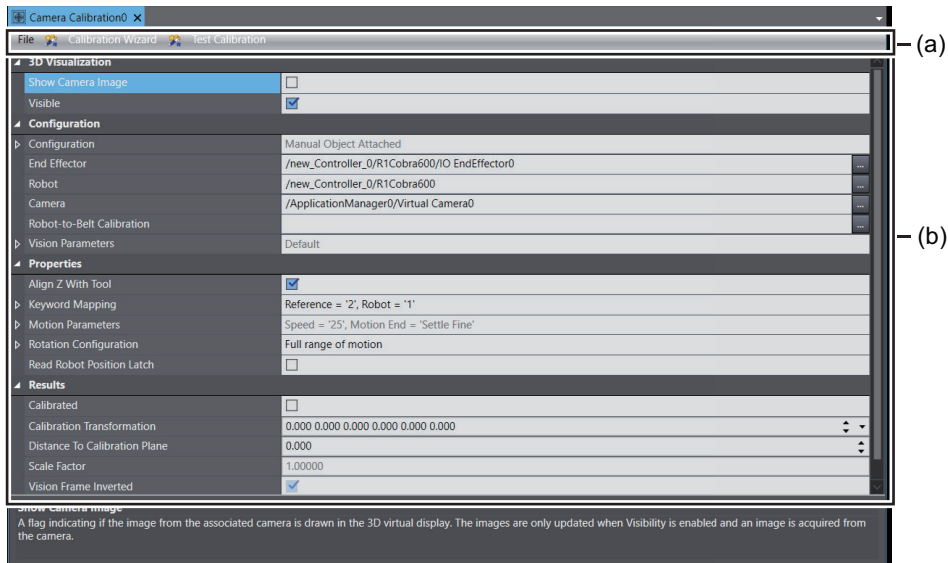 Camera Calibration0
File Calibration Wizard Test Calibration
(a)
3D Visualization
Show Camera Image
Visible
Configuration
Configuration Manual Object Attached
End Effector /new_Controller_0/R1Cobra600/IO EndEffector0 ...
Robot /new_Controller_0/R1Cobra600 ...
Camera /ApplicationManager0/Virtual Camera0 ...
Robot-to-Belt Calibration ...
(b)
Vision Parameters Default
Properties
Align Z With Tool
Keyword Mapping Reference = '2', Robot = '1'
Motion Parameters Speed = '25', Motion End = 'Settle Fine'
Rotation Configuration Full range of motion
Read Robot Position Latch
Results
Calibrated
Calibration Transformation 0.000 0.000 0.000 0.000 0.000 0.000
Distance To Calibration Plane 0.000
Scale Factor 1.00000
Vision Frame Inverted
Show Camera Image
A flag indicating if the image from the associated camera is drawn in the 3D virtual display. The images are only updated when Visibility is enabled and an image is acquired from
the camera.